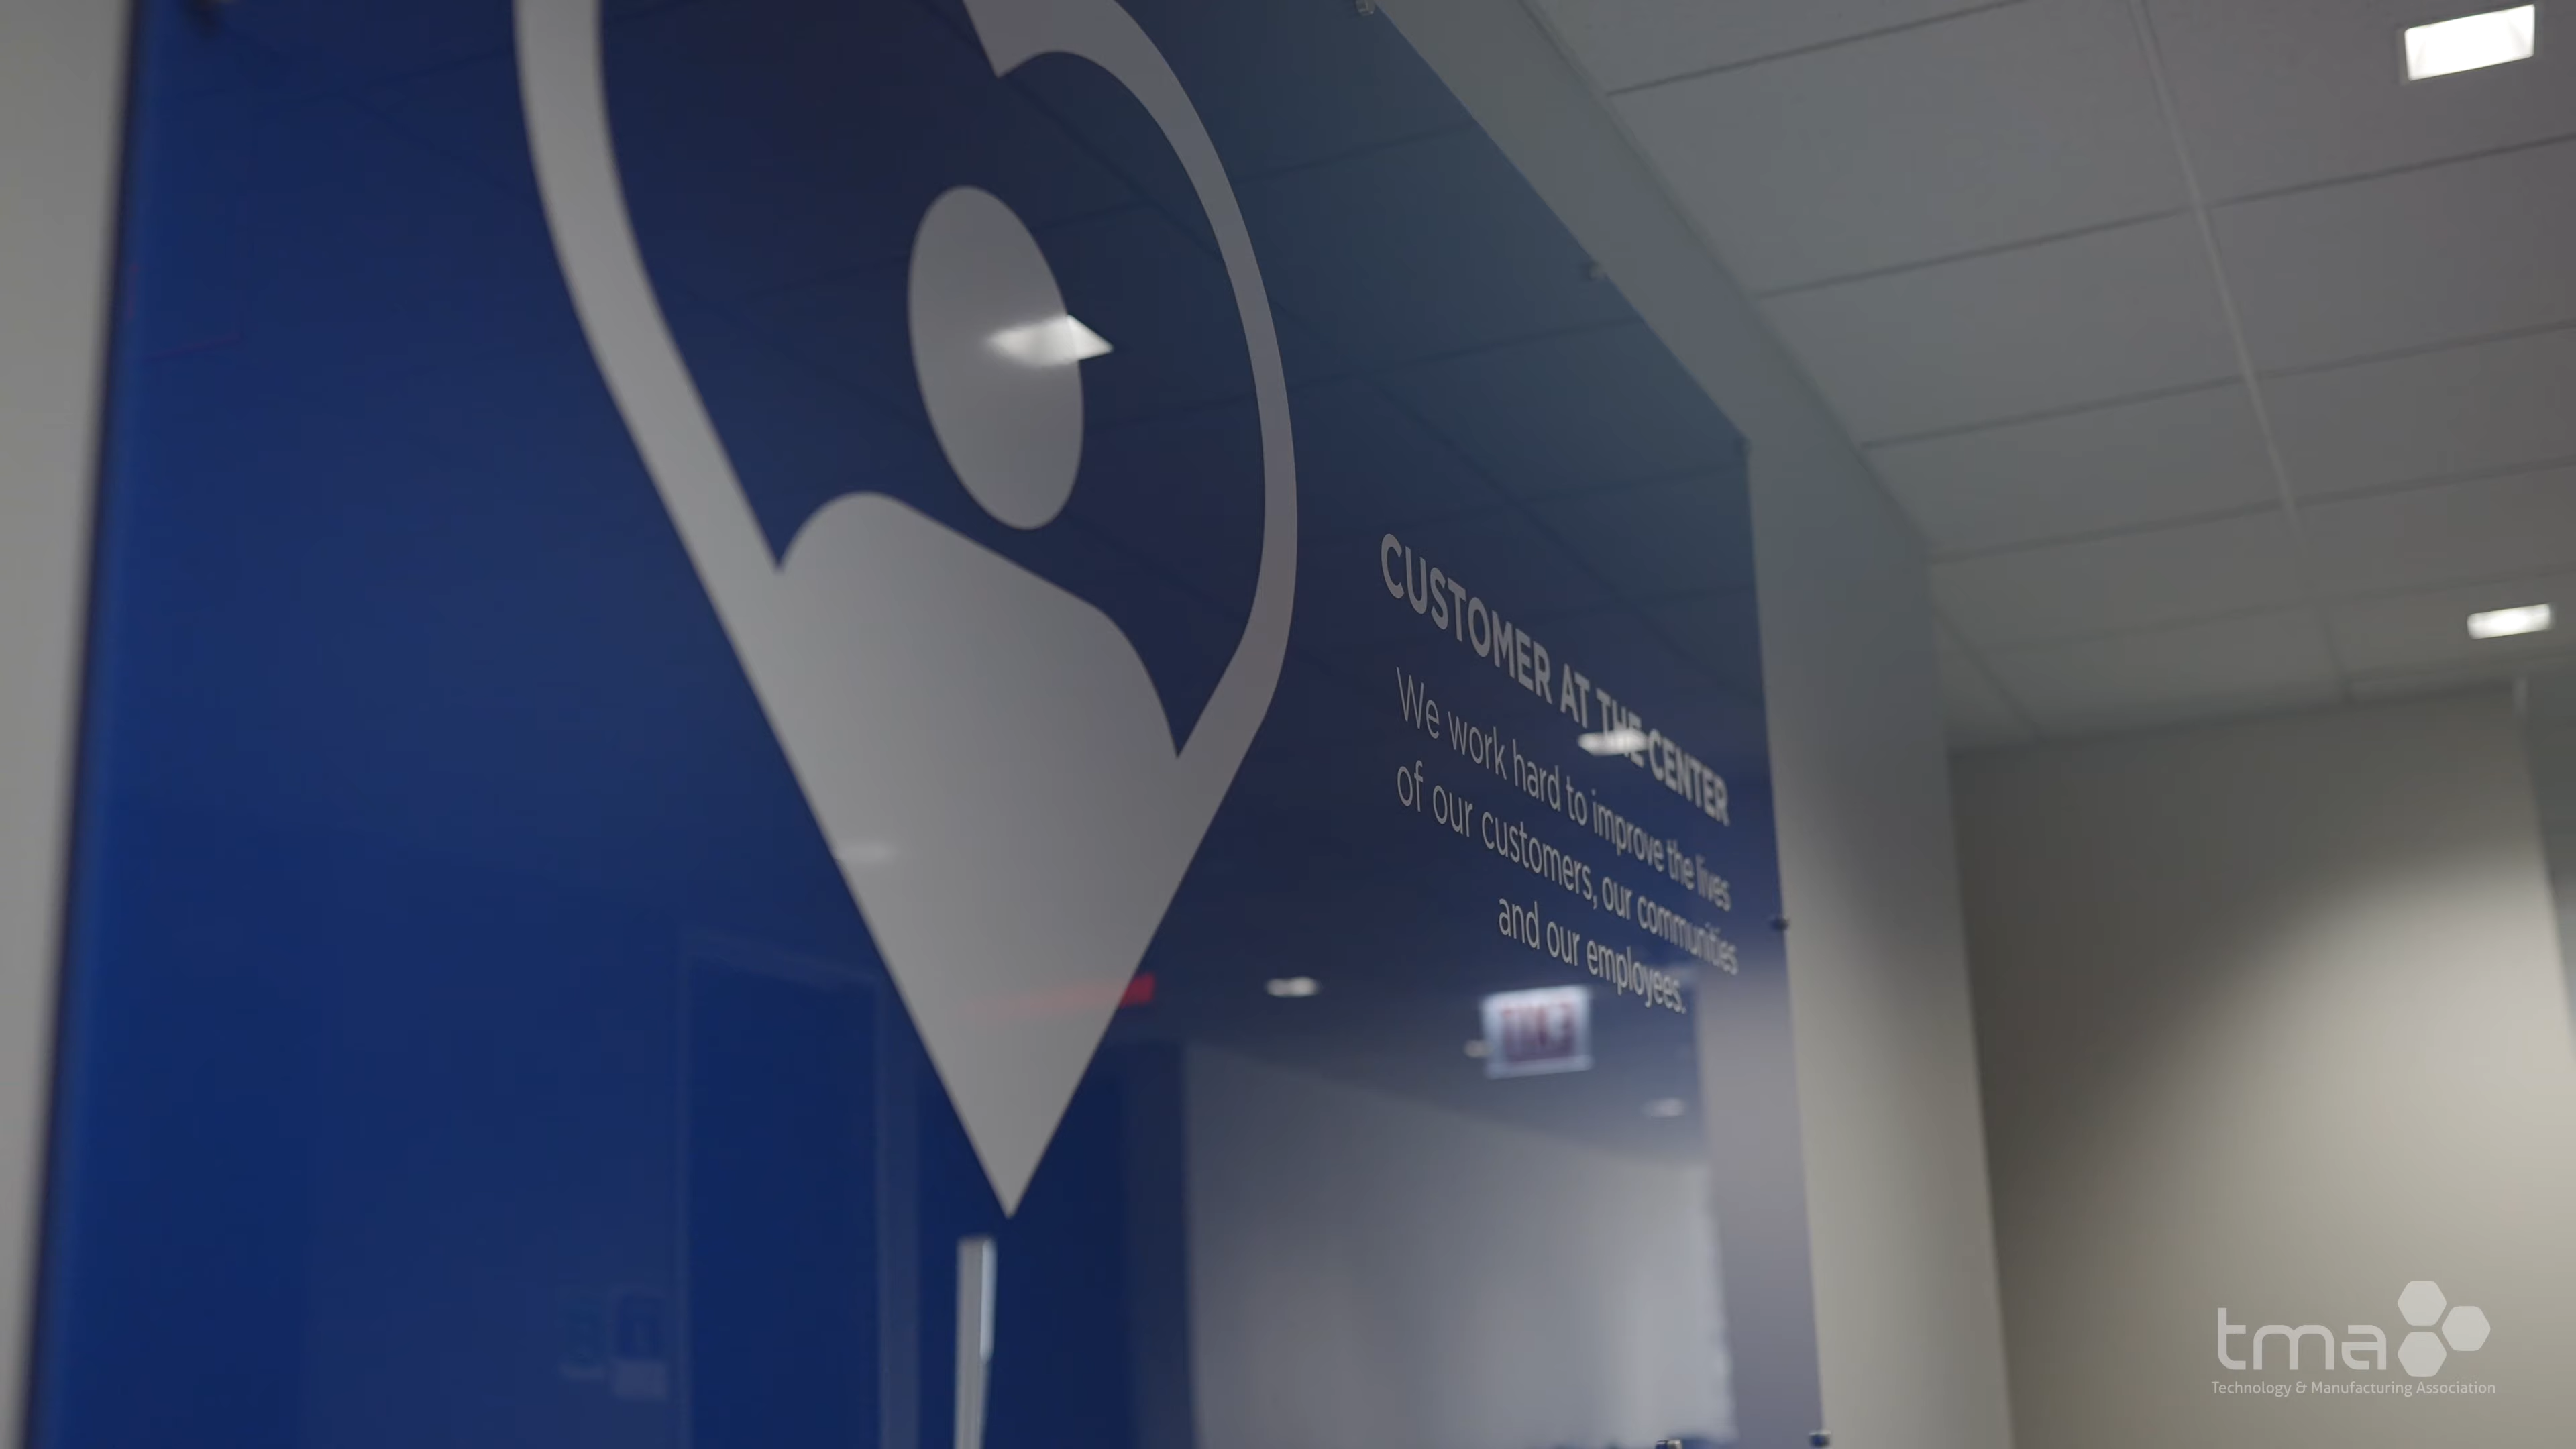 CUSTOMER AT THE CENTER
We work hard to improve the lives
of our customers, our communities
and our employees.
EXIT
tma
Technology & Manufacturing Association